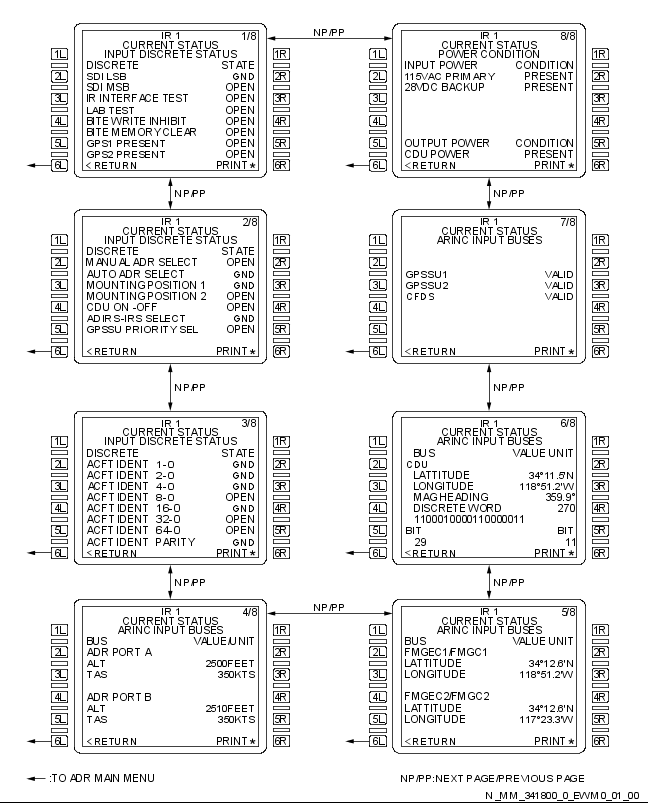 IR 1 1/8
CURRENT STATUS
INPUT DISCRETE STATUS
DISCRETE STATE
SDI LSB GND
SDI MSB OPEN
IR INTERFACE TEST OPEN
LAB TEST OPEN
BITE WRITE INHIBIT OPEN
BITE MEMORY CLEAR OPEN
GPS1 PRESENT OPEN
GPS2 PRESENT OPEN
<RETURN PRINT*
1L 1R
2L 2R
3L 3R
4L 4R
5L 5R
6L 6R
NP/PP
IR 1 8/8
CURRENT STATUS
POWER CONDITION
INPUT POWER CONDITION
115VAC PRIMARY PRESENT
28VDC BACKUP PRESENT
OUTPUT POWER CONDITION
CDU POWER PRESENT
<RETURN PRINT*
1L 1R
2L 2R
3L 3R
4L 4R
5L 5R
6L 6R
NP/PP
NP/PP
IR 1 2/8
CURRENT STATUS
INPUT DISCRETE STATUS
DISCRETE STATE
MANUAL ADR SELECT OPEN
AUTO ADR SELECT GND
MOUNTING POSITION 1 GND
MOUNTING POSITION 2 OPEN
CDU ON -OFF OPEN
ADIRS-IRS SELECT GND
GPSSU PRIORITY SEL OPEN
<RETURN PRINT*
1L 1R
2L 2R
3L 3R
4L 4R
5L 5R
6L 6R
IR 1 7/8
CURRENT STATUS
ARINC INPUT BUSES
GPSSU1 VALID
GPSSU2 VALID
CFDS VALID
<RETURN PRINT*
1L 1R
2L 2R
3L 3R
4L 4R
5L 5R
6L 6R
NP/PP
NP/PP
IR 1 3/8
CURRENT STATUS
INPUT DISCRETE STATUS
DISCRETE STATE
ACFT IDENT 1-0 GND
ACFT IDENT 2-0 GND
ACFT IDENT 4-0 GND
ACFT IDENT 8-0 OPEN
ACFT IDENT 16-0 GND
ACFT IDENT 32-0 OPEN
ACFT IDENT 64-0 OPEN
ACFT IDENT PARITY GND
<RETURN PRINT*
1L 1R
2L 2R
3L 3R
4L 4R
5L 5R
6L 6R
IR 1 6/8
CURRENT STATUS
ARINC INPUT BUSES
BUS VALUE UNIT
CDU
LATTITUDE 34°11.5'N
LONGITUDE 118°51.2'W
MAG HEADING 359.9°
DISCRETE WORD 270
1100010000110000011
BIT BIT
29 11
<RETURN PRINT*
1L 1R
2L 2R
3L 3R
4L 4R
5L 5R
6L 6R
NP/PP
NP/PP
IR 1 4/8
CURRENT STATUS
ARINC INPUT BUSES
BUS VALUE/UNIT
ADR PORT A
ALT 2500FEET
TAS 350KTS
ADR PORT B
ALT 2510FEET
TAS 350KTS
<RETURN PRINT*
1L 1R
2L 2R
3L 3R
4L 4R
5L 5R
6L 6R
NP/PP
IR 1 5/8
CURRENT STATUS
ARINC INPUT BUSES
BUS VALUE UNIT
FMGEC1/FMGC1
LATTITUDE 34°12.6'N
LONGITUDE 118°51.2'W
FMGEC2/FMGC2
LATTITUDE 34°12.6'N
LONGITUDE 117°23.3'W
<RETURN PRINT*
1L 1R
2L 2R
3L 3R
4L 4R
5L 5R
6L 6R
:TO ADR MAIN MENU
NP/PP:NEXT PAGE/PREVIOUS PAGE
N_MM_341800_0_EWM0_01_00